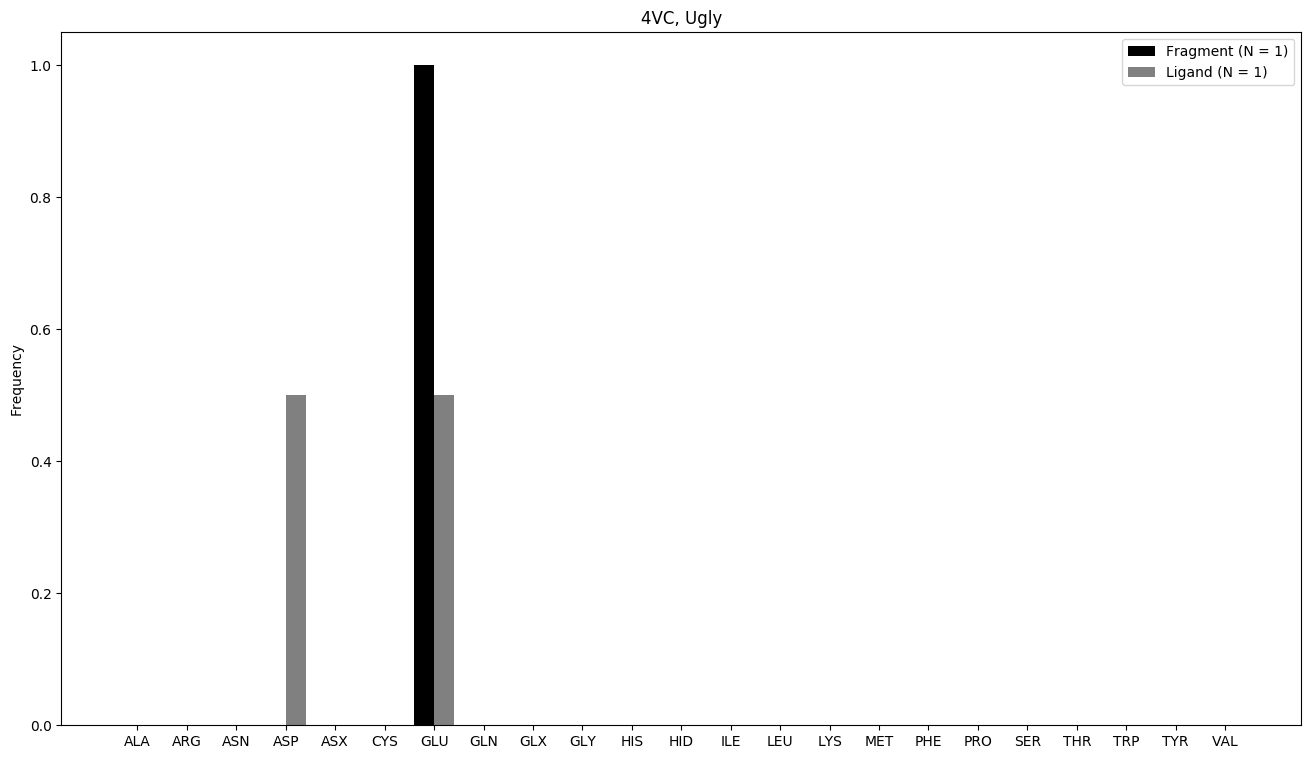 4VC, Ugly
Fragment (N = 1)
Ligand (N = 1)
Frequency
1.0
0.8
0.6
0.4
0.2
0.0
ALA ARG ASN ASP ASX CYS GLU GLN GLX GLY HIS HID ILE LEU LYS MET PHE PRO SER THR TRP TYR VAL